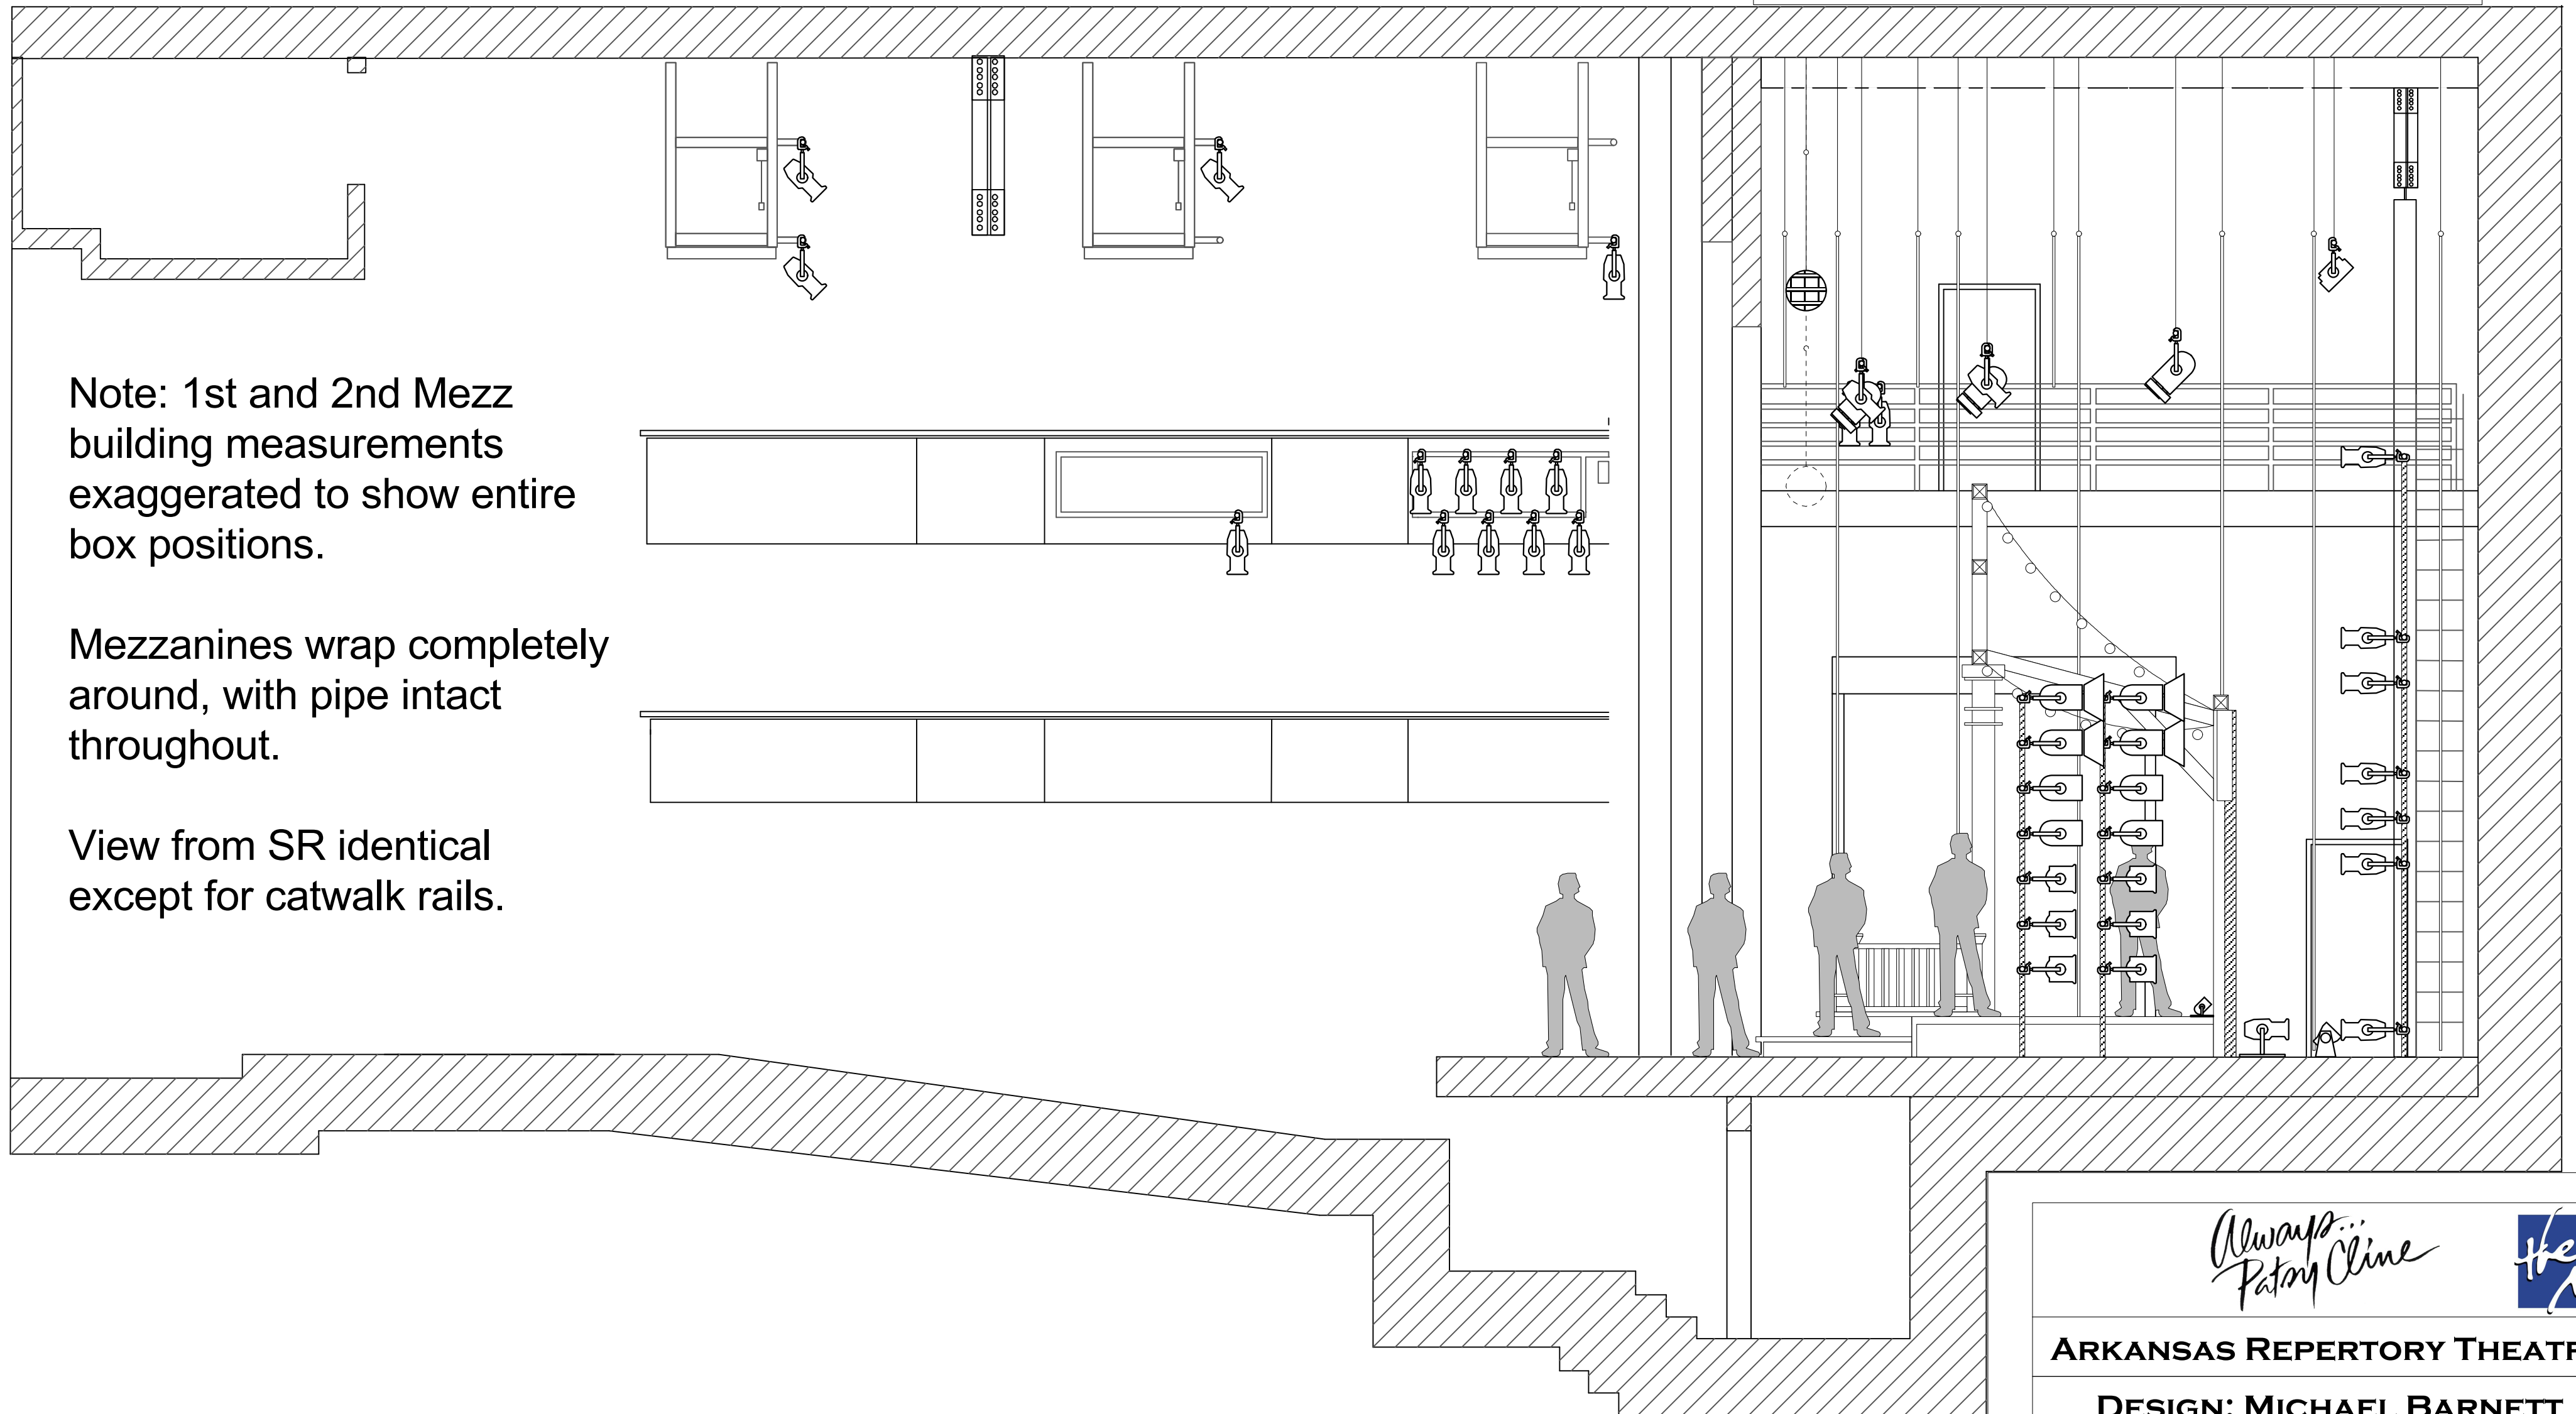 Note: 1st and 2nd Mezz
building measurements
exaggerated to show entire
box positions.
Mezzanines wrap completely
around, with pipe intact
throughout.
View from SR identical
except for catwalk rails.
Always...
Patsy Cline
the
ARKANSAS REPERTORY
DESIGN: MICHAEL BARNETT